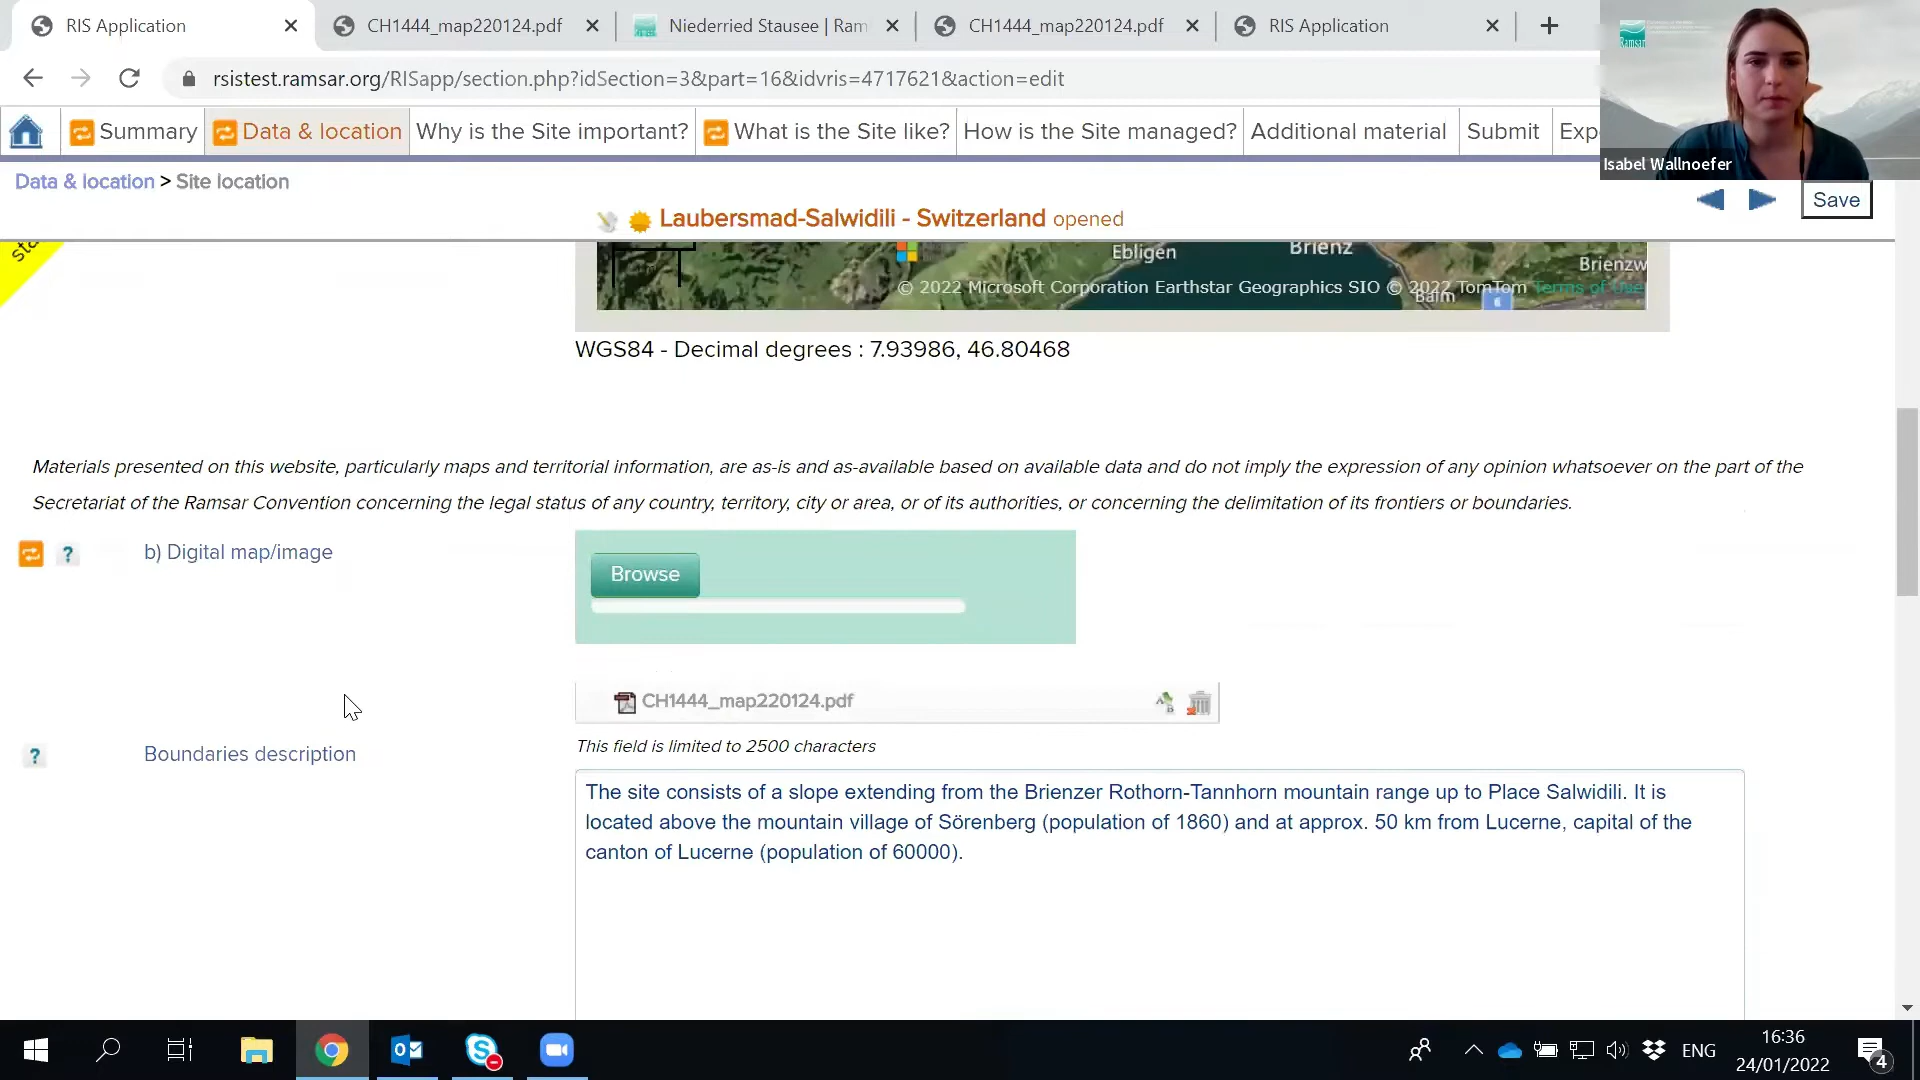 RIS Application
CH1444_map220124.pdf
Niederried Stausee | Ram
CH1444_map220124.pdf
RIS Application
rsistest.ramsar.org/RISapp/section.php?idSection=3&part=16&idvris=4717621&action=edit
Ramsar
Isabel Wallnoefer
Summary
Data & location
Why is the Site important?
What is the Site like?
How is the Site managed?
Additional material
Submit
Exp
Data & location > Site location
Save
Laubersmad-Salwidili - Switzerland opened
sta
Ebligen
Brienz
Brienzw
© 2022 Microsoft Corporation Earthstar Geographics SIO © 2022 TomTom Terms of Use
WGS84 - Decimal degrees : 7.93986, 46.80468
Materials presented on this website, particularly maps and territorial information, are as-is and as-available based on available data and do not imply the expression of any opinion whatsoever on the part of the
Secretariat of the Ramsar Convention concerning the legal status of any country, territory, city or area, or of its authorities, or concerning the delimitation of its frontiers or boundaries.
? b) Digital map/image
Browse
CH1444_map220124.pdf
This field is limited to 2500 characters
? Boundaries description
The site consists of a slope extending from the Brienzer Rothorn-Tannhorn mountain range up to Place Salwidili. It is
located above the mountain village of Sörenberg (population of 1860) and at approx. 50 km from Lucerne, capital of the
canton of Lucerne (population of 60000).
ENG
16:36
24/01/2022
4